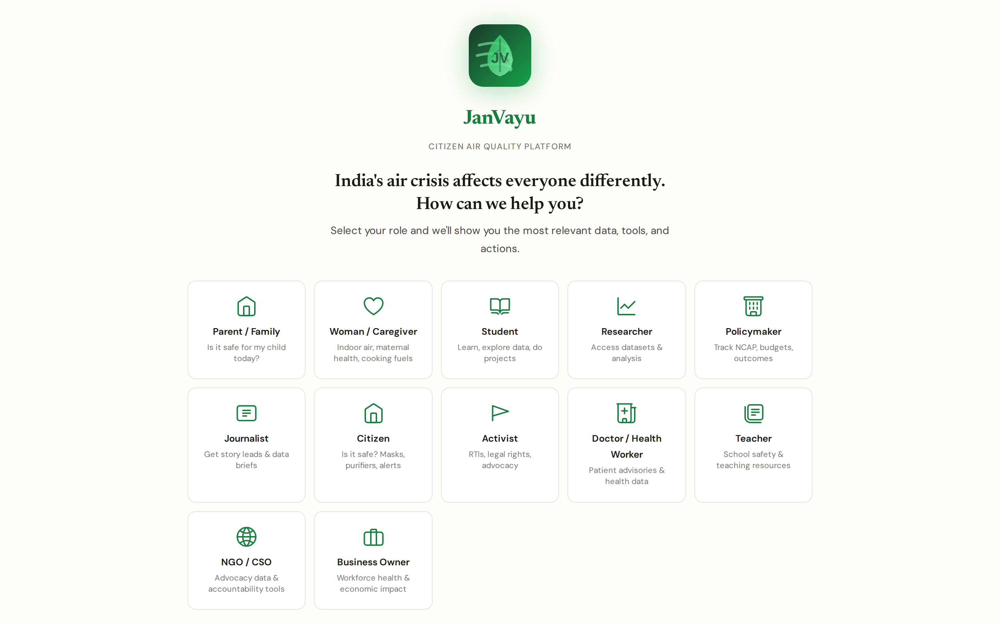 JV
JanVayu
CITIZEN AIR QUALITY PLATFORM
India's air crisis affects everyone differently.
How can we help you?
Select your role and we'll show you the most relevant data, tools, and
actions.
Parent / Family
Is it safe for my child
today?
Woman / Caregiver
Indoor air, maternal
health, cooking fuels
Student
Learn, explore data, do
projects
Researcher
Access datasets &
analysis
Policymaker
Track NCAP, budgets,
outcomes
Journalist
Get story leads & data
briefs
Citizen
Is it safe? Masks,
purifiers, alerts
Activist
RTIs, legal rights,
advocacy
Doctor / Health
Worker
Patient advisories &
health data
Teacher
School safety &
teaching resources
NGO / CSO
Advocacy data &
accountability tools
Business Owner
Workforce health &
economic impact